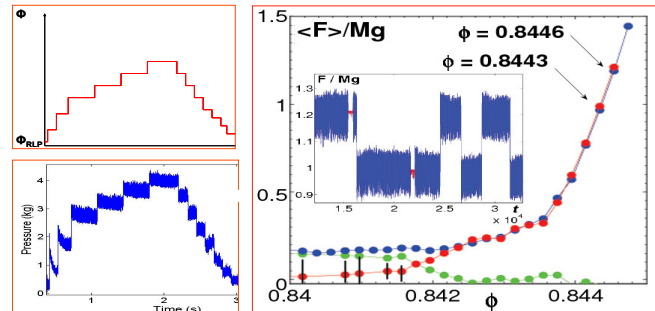 Φ
Φ_RLP
Pressure (kg)
4
3
2
1
0
1
2
3
Time (s)
<F>/Mg
1.5
1
0.5
0
0.84
0.842
0.844
ϕ
ϕ = 0.8446
ϕ = 0.8443
F / Mg
1.3
1.2
1.1
1
0.9
1.5
2
2.5
3
t
× 10⁴